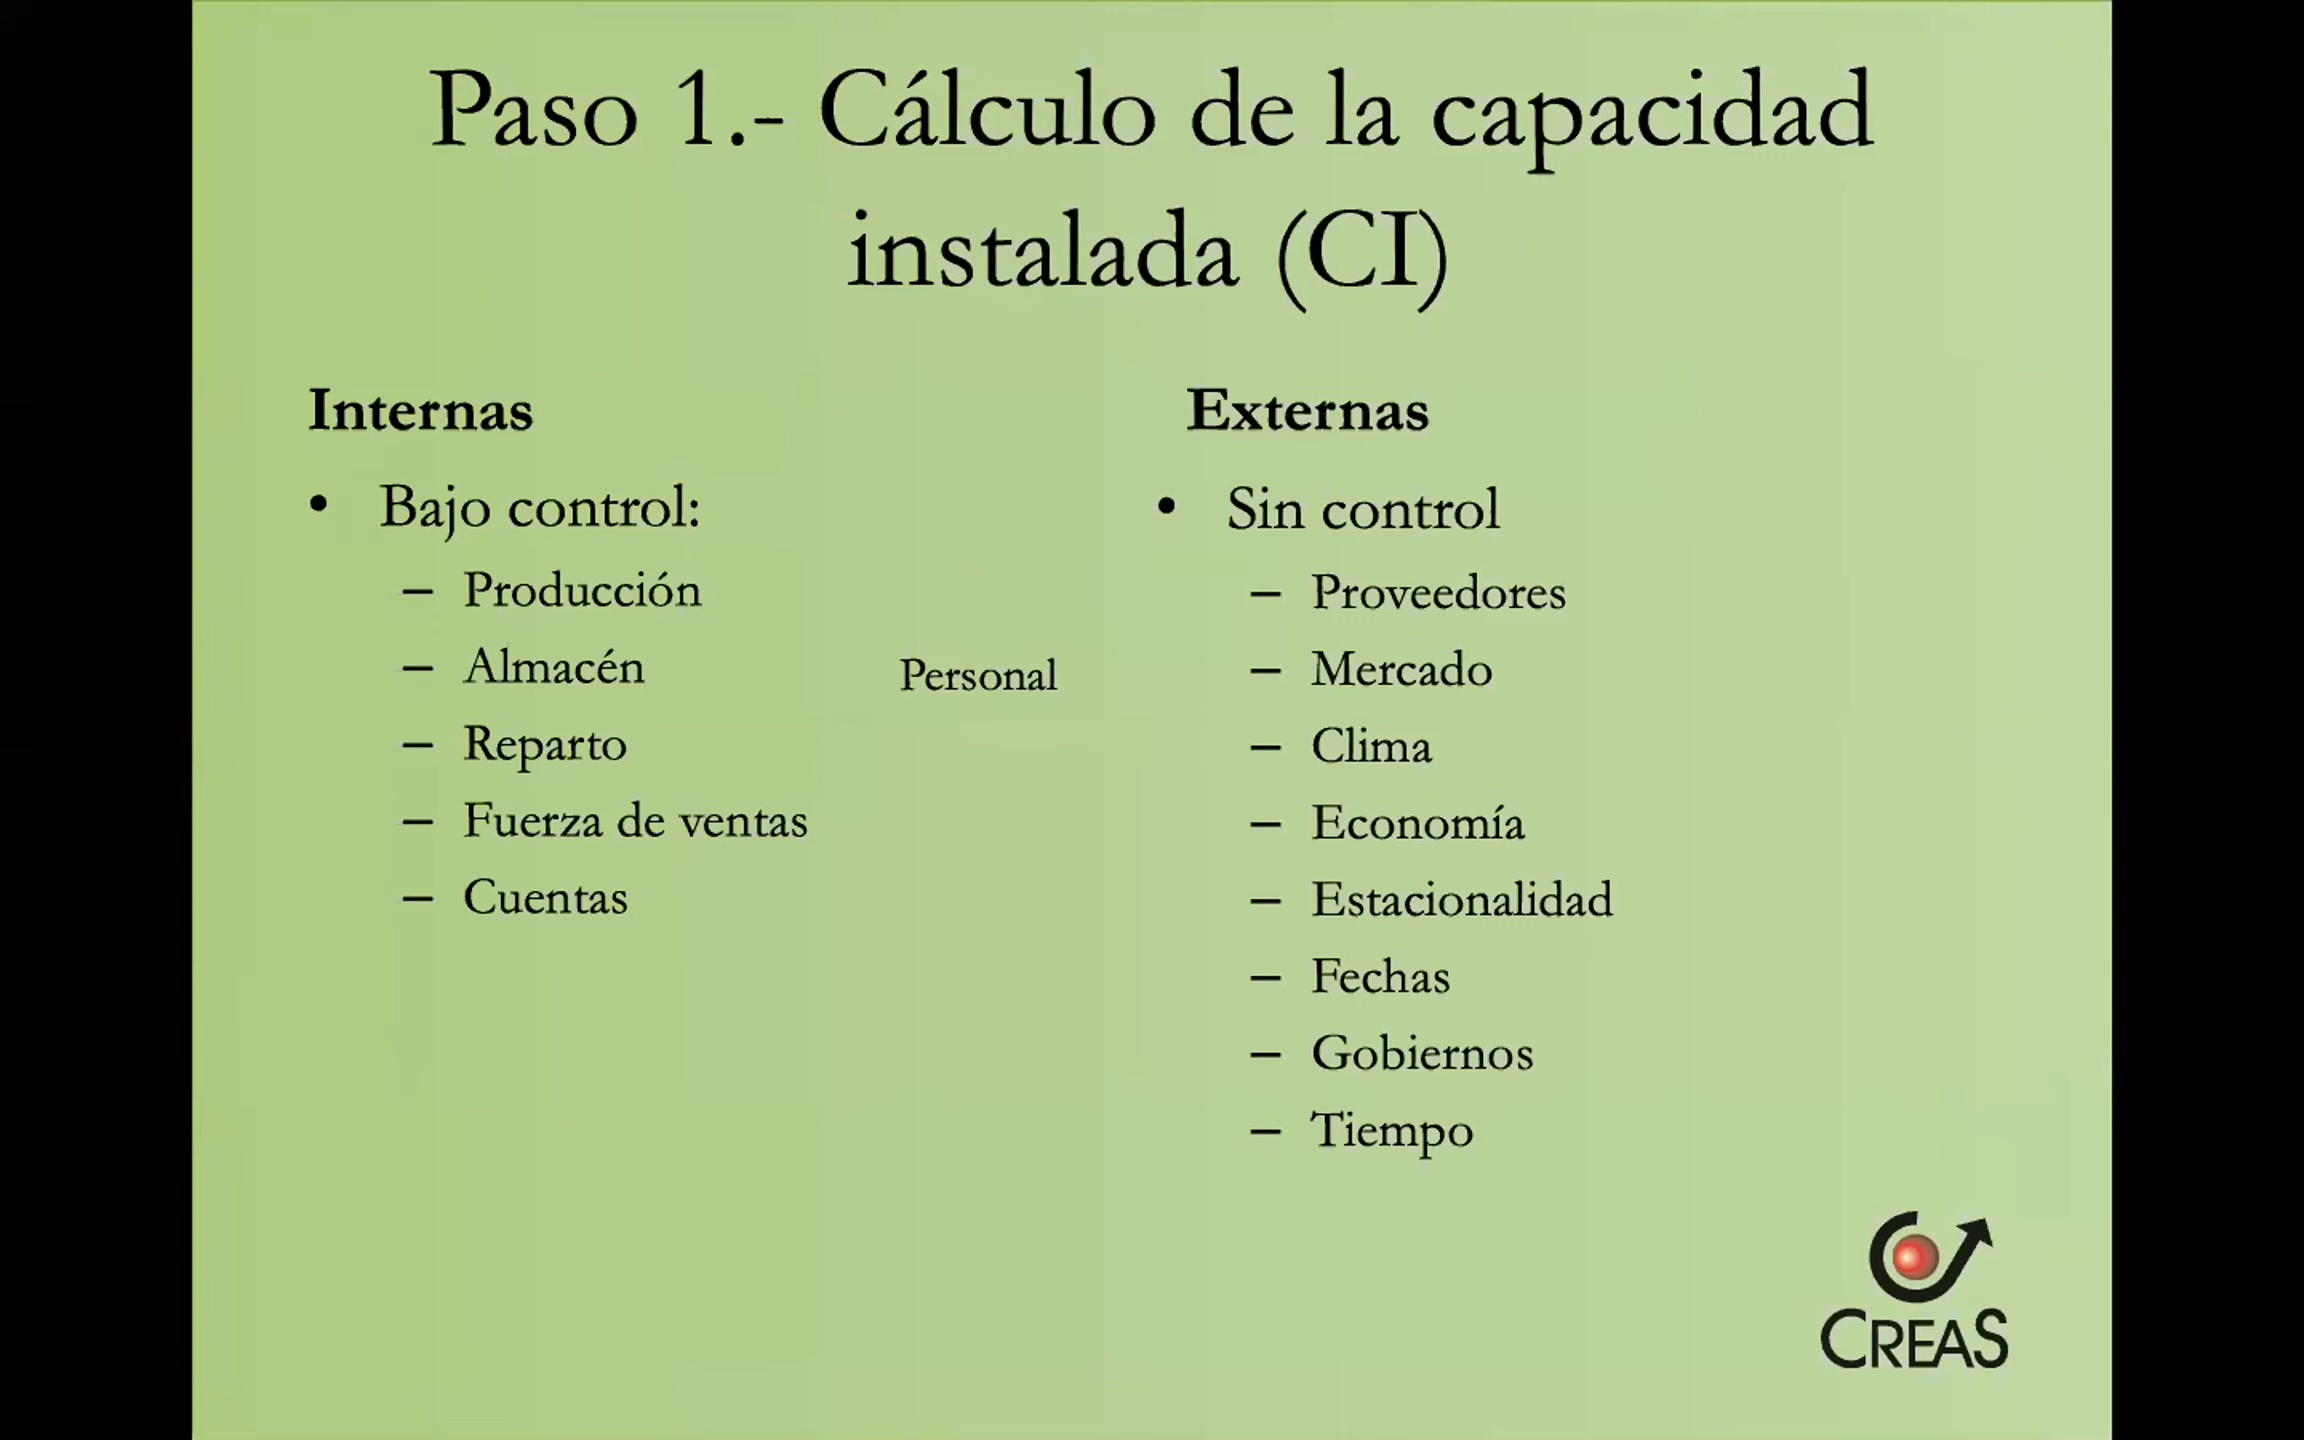 Paso 1.- Cálculo de la capacidad
instalada (CI)
Internas
• Bajo control:
– Producción
– Almacén
– Reparto
– Fuerza de ventas
– Cuentas
Personal
Externas
• Sin control
– Proveedores
– Mercado
– Clima
– Economía
– Estacionalidad
– Fechas
– Gobiernos
– Tiempo
CREAS